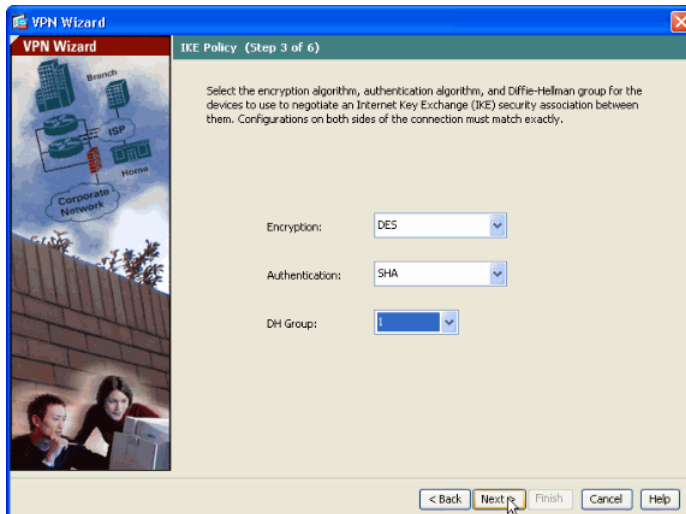 VPN Wizard
VPN Wizard
IKE Policy (Step 3 of 6)
Branch
ISP
Home
Corporate
Network
Select the encryption algorithm, authentication algorithm, and Diffie-Hellman group for the
devices to use to negotiate an Internet Key Exchange (IKE) security association between
them. Configurations on both sides of the connection must match exactly.
Encryption: DES
Authentication: SHA
DH Group: 1
< Back Next > Finish Cancel Help